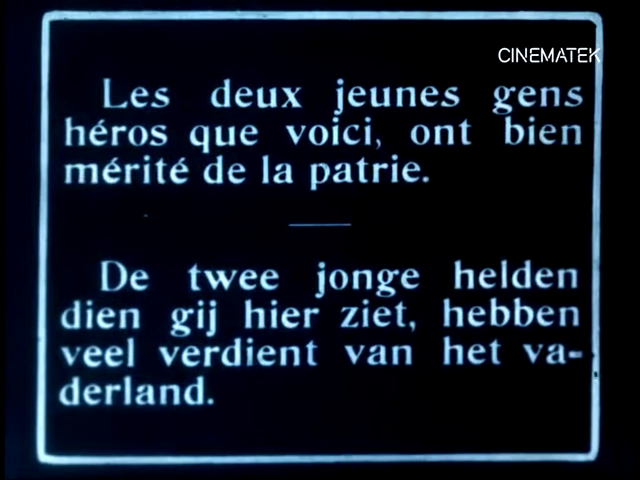 CINEMATEK
Les deux jeunes gens
héros que voici, ont bien
mérité de la patrie.
De twee jonge helden
dien gij hier ziet, hebben
veel verdient van het va-
derland.